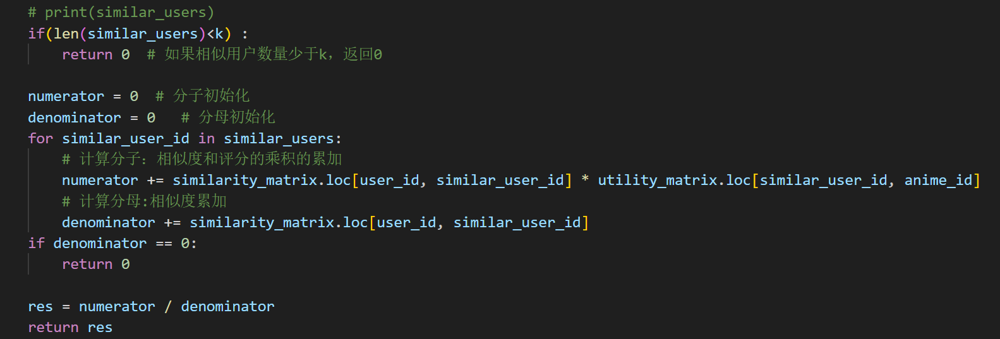 # print(similar_users)
if(len(similar_users)<k) :
return 0  # 如果相似用户数量少于k，返回0
numerator = 0  # 分子初始化
denominator = 0   # 分母初始化
for similar_user_id in similar_users:
# 计算分子：相似度和评分的乘积的累加
numerator += similarity_matrix.loc[user_id, similar_user_id] * utility_matrix.loc[similar_user_id, anime_id]
# 计算分母:相似度累加
denominator += similarity_matrix.loc[user_id, similar_user_id]
if denominator == 0:
return 0
res = numerator / denominator
return res